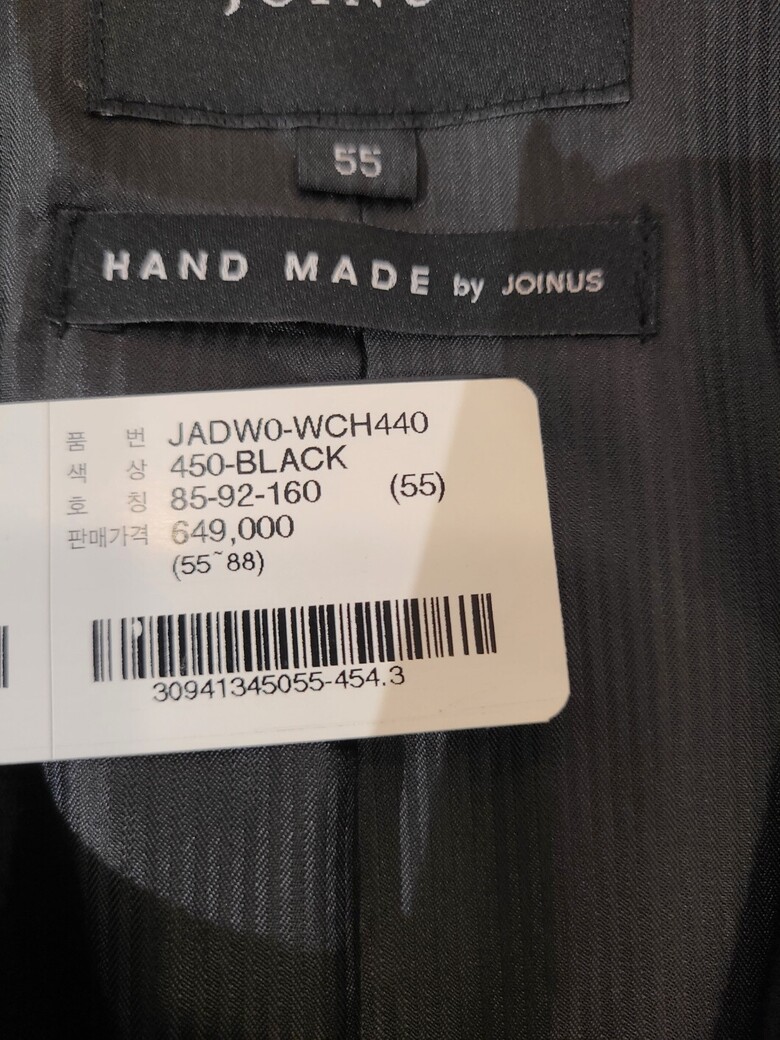 JOINUS
55
HAND MADE by JOINUS
품 번 JADW0-WCH440
색 상 450-BLACK
호 칭 85-92-160 (55)
판매가격 649,000
(55~88)
30941345055-454.3